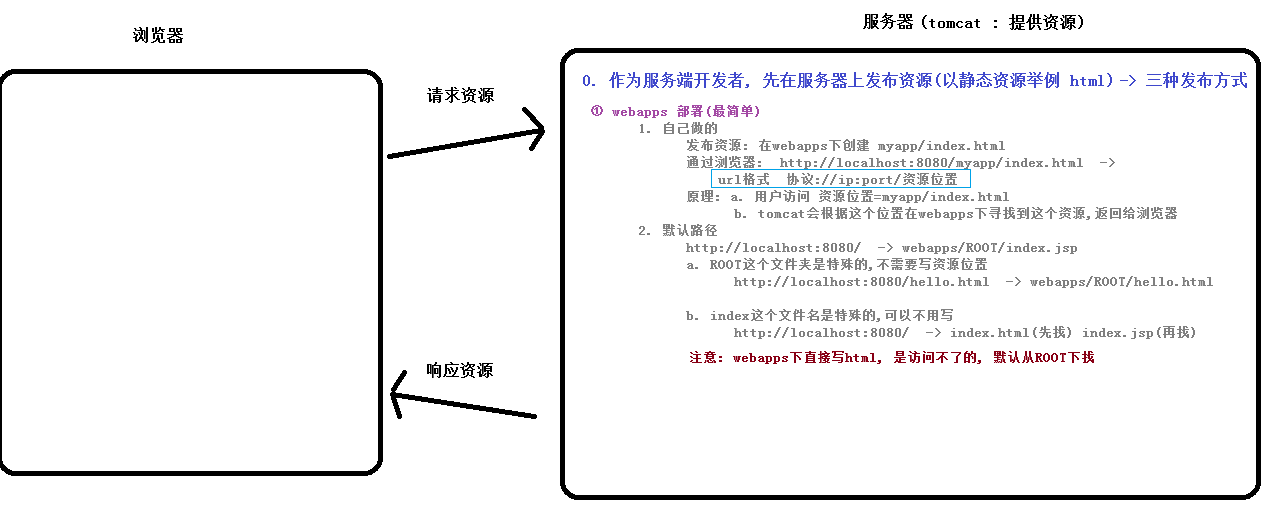 浏览器
服务器(tomcat : 提供资源)
请求资源
响应资源
0. 作为服务端开发者, 先在服务器上发布资源(以静态资源举例 html) -> 三种发布方式
① webapps 部署(最简单)
1. 自己做的
发布资源: 在webapps下创建 myapp/index.html
通过浏览器: http://localhost:8080/myapp/index.html ->
url格式 协议://ip:port/资源位置
原理: a. 用户访问 资源位置=myapp/index.html
b. tomcat会根据这个位置在webapps下寻找到这个资源,返回给浏览器
2. 默认路径
http://localhost:8080/ -> webapps/ROOT/index.jsp
a. ROOT这个文件夹是特殊的,不需要写资源位置
http://localhost:8080/hello.html -> webapps/ROOT/hello.html
b. index这个文件名是特殊的,可以不用写
http://localhost:8080/ -> index.html(先找) index.jsp(再找)
注意: webapps下直接写html, 是访问不了的, 默认从ROOT下找